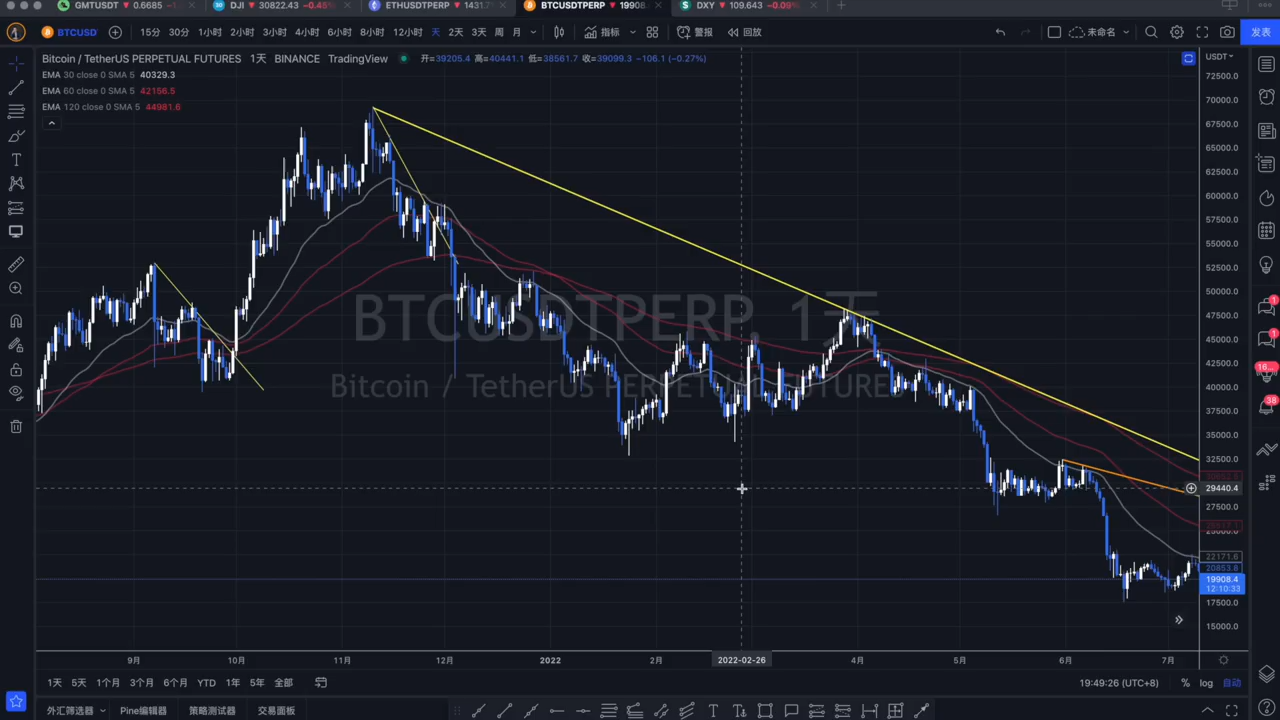 GMTUSDT 0.6685
DJI 30822.43 −0.45%
ETHUSDTPERP 1431.7
BTCUSDTPERP 19908.
DXY 109.643 −0.09%
BTCUSD
15分 30分 1小时 2小时 3小时 4小时 6小时 8小时 12小时 天 2天 3天 周 月
指标
警报
回放
未命名
发表
Bitcoin / TetherUS PERPETUAL FUTURES 1天 BINANCE TradingView 开=39205.4 高=40441.1 低=38561.7 收=39099.3 −106.1 (−0.27%)
USDT
EMA 30 close 0 SMA 5 40329.3
EMA 60 close 0 SMA 5 42156.5
EMA 120 close 0 SMA 5 44981.6
BTCUSDTPERP, 1天
Bitcoin / TetherUS PERPETUAL FUTURES
72500.0
70000.0
67500.0
65000.0
62500.0
60000.0
57500.0
55000.0
52500.0
50000.0
47500.0
45000.0
42500.0
40000.0
37500.0
35000.0
32500.0
29440.4
27500.0
25000.0
22171.6
20853.8
19908.4
12:10:33
17500.0
15000.0
1
1
16...
38
9月 10月 11月 12月 2022 2月 2022-02-26 4月 5月 6月 7月
1天 5天 1个月 3个月 6个月 YTD 1年 5年 全部
19:49:26 (UTC+8) % log 自动
外汇筛选器 Pine编辑器 策略测试器 交易面板